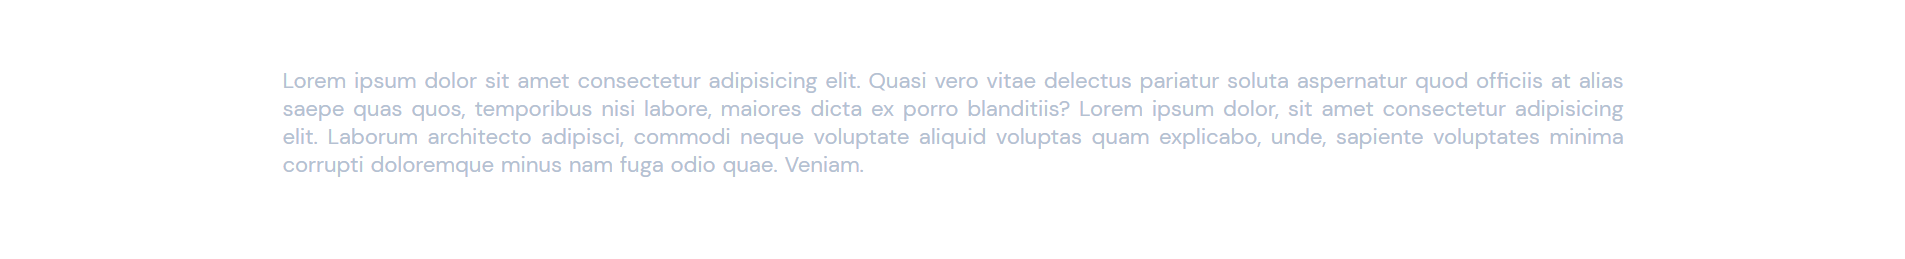 Lorem ipsum dolor sit amet consectetur adipisicing elit. Quasi vero vitae delectus pariatur soluta aspernatur quod officiis at alias
saepe quas quos, temporibus nisi labore, maiores dicta ex porro blanditiis? Lorem ipsum dolor, sit amet consectetur adipisicing
elit. Laborum architecto adipisci, commodi neque voluptate aliquid voluptas quam explicabo, unde, sapiente voluptates minima
corrupti doloremque minus nam fuga odio quae. Veniam.